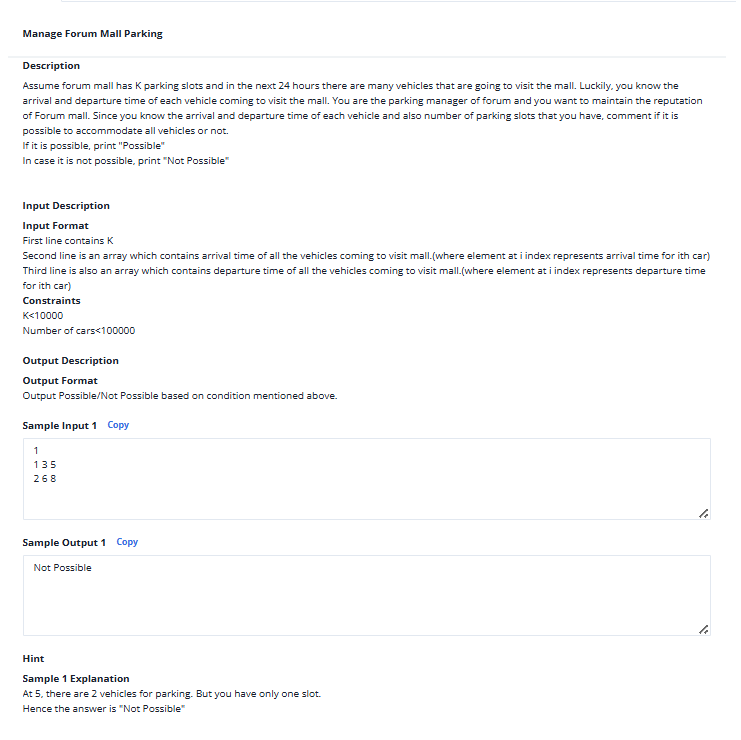 Manage Forum Mall Parking
Description
Assume forum mall has K parking slots and in the next 24 hours there are many vehicles that are going to visit the mall. Luckily, you know the
arrival and departure time of each vehicle coming to visit the mall. You are the parking manager of forum and you want to maintain the reputation
of Forum mall. Since you know the arrival and departure time of each vehicle and also number of parking slots that you have, comment if it is
possible to accommodate all vehicles or not.
If it is possible, print "Possible"
In case it is not possible, print "Not Possible"
Input Description
Input Format
First line contains K
Second line is an array which contains arrival time of all the vehicles coming to visit mall.(where element at i index represents arrival time for ith car)
Third line is also an array which contains departure time of all the vehicles coming to visit mall.(where element at i index represents departure time
for ith car)
Constraints
K<10000
Number of cars<100000
Output Description
Output Format
Output Possible/Not Possible based on condition mentioned above.
Sample Input 1 Copy
1
1 3 5
2 6 8
Sample Output 1 Copy
Not Possible
Hint
Sample 1 Explanation
At 5, there are 2 vehicles for parking. But you have only one slot.
Hence the answer is "Not Possible"